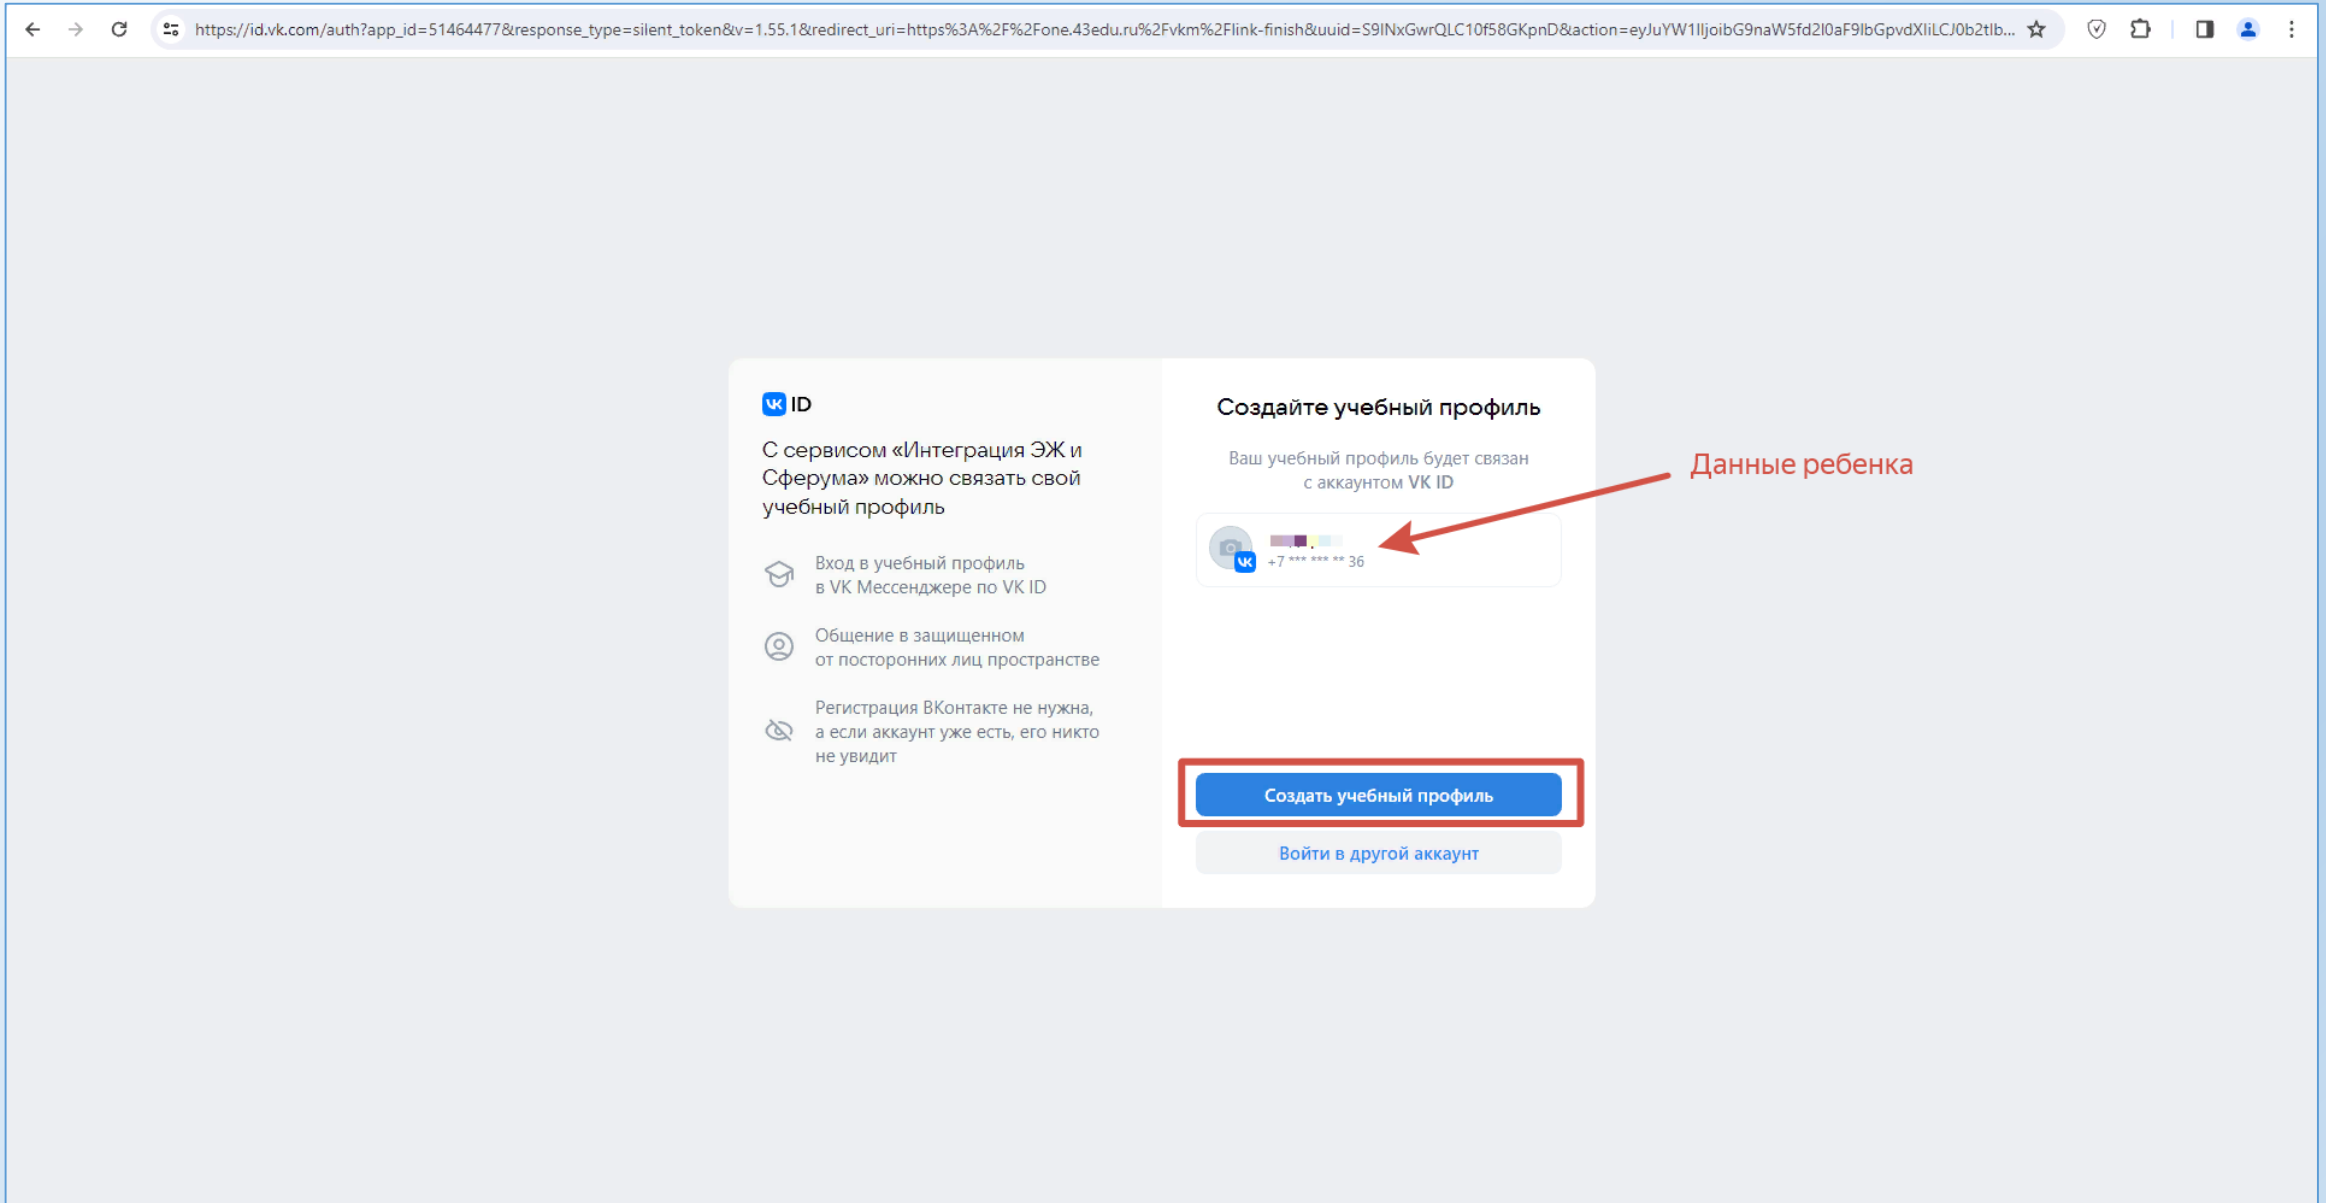 https://id.vk.com/auth?app_id=51464477&response_type=silent_token&v=1.55.1&redirect_uri=https%3A%2F%2Fone.43edu.ru%2Fvkm%2Flink-finish&uuid=S9INxGwrQLC10f58GKpnD&action=eyJuYW1lIjoibG9naW5fd2l0aF9lbGpvdXIiLCJ0b2tlb...
VK ID
С сервисом «Интеграция ЭЖ и
Сферума» можно связать свой
учебный профиль
Вход в учебный профиль
в VK Мессенджере по VK ID
Общение в защищенном
от посторонних лиц пространстве
Регистрация ВКонтакте не нужна,
а если аккаунт уже есть, его никто
не увидит
Создайте учебный профиль
Ваш учебный профиль будет связан
с аккаунтом VK ID
+7 *** *** ** 36
Создать учебный профиль
Войти в другой аккаунт
Данные ребенка